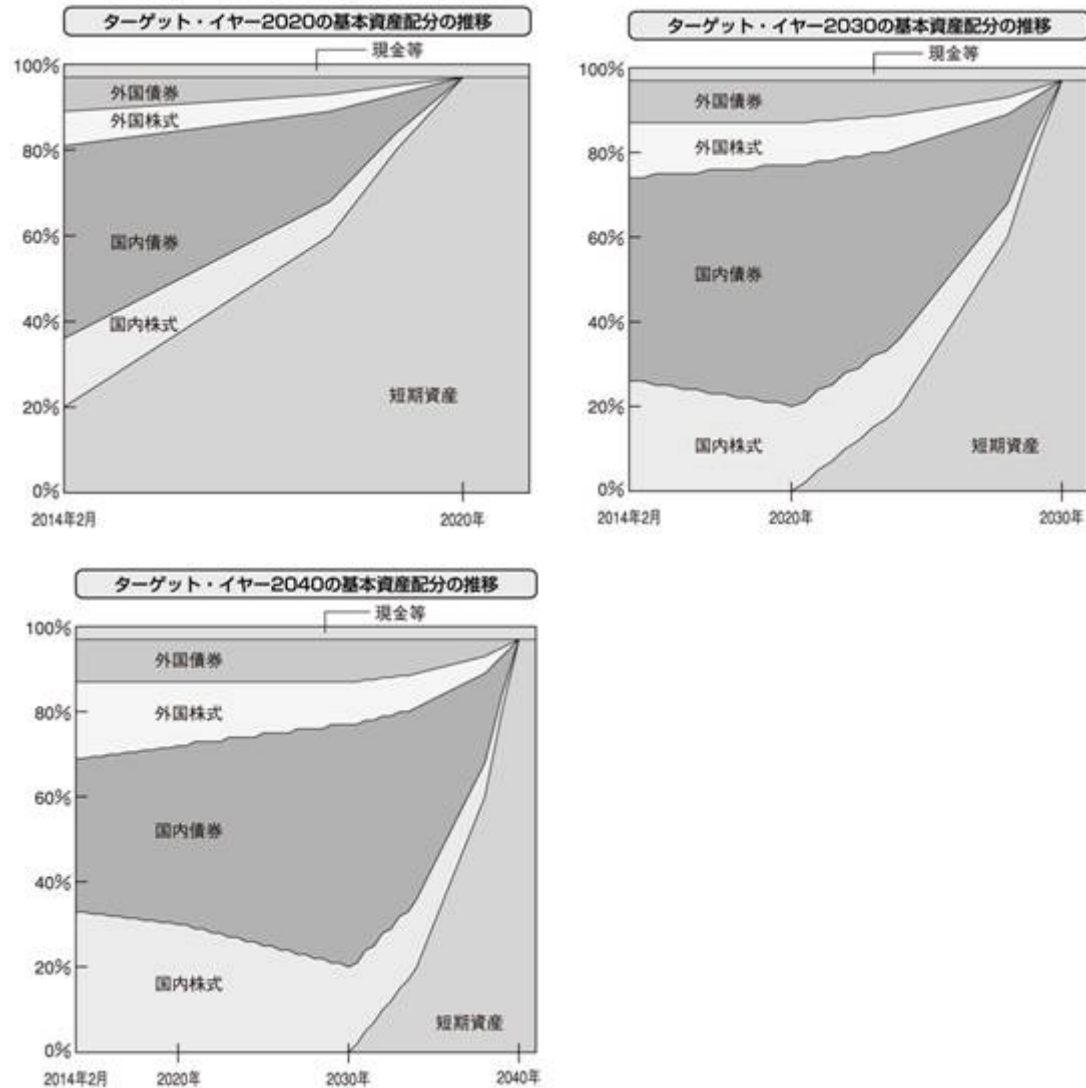 ターゲット・イヤー2020の基本資産配分の推移
現金等
100%
外国債券
外国株式
80%
国内債券
60%
40%
国内株式
短期資産
20%
0%
2014年2月
2020年
ターゲット・イヤー2030の基本資産配分の推移
現金等
100%
外国債券
外国株式
80%
国内債券
60%
40%
20%
国内株式
短期資産
0%
2014年2月
2020年
2030年
ターゲット・イヤー2040の基本資産配分の推移
現金等
100%
外国債券
外国株式
80%
60%
国内債券
40%
20%
国内株式
短期資産
0%
2014年2月
2020年
2030年
2040年